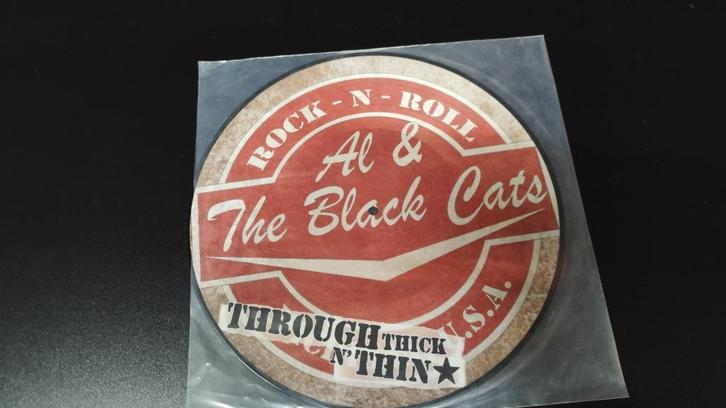 ROCK - N - ROLL
Al &
The Black Cats
U.S.A.
THROUGH THICK
N' THIN